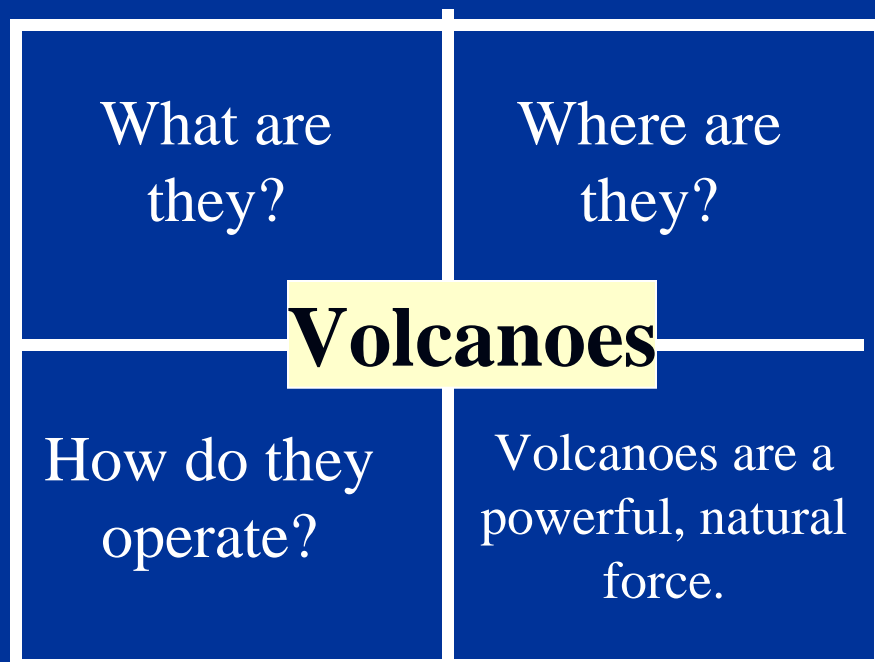 What are
they?
Where are
they?
Volcanoes
How do they
operate?
Volcanoes are a
powerful, natural
force.